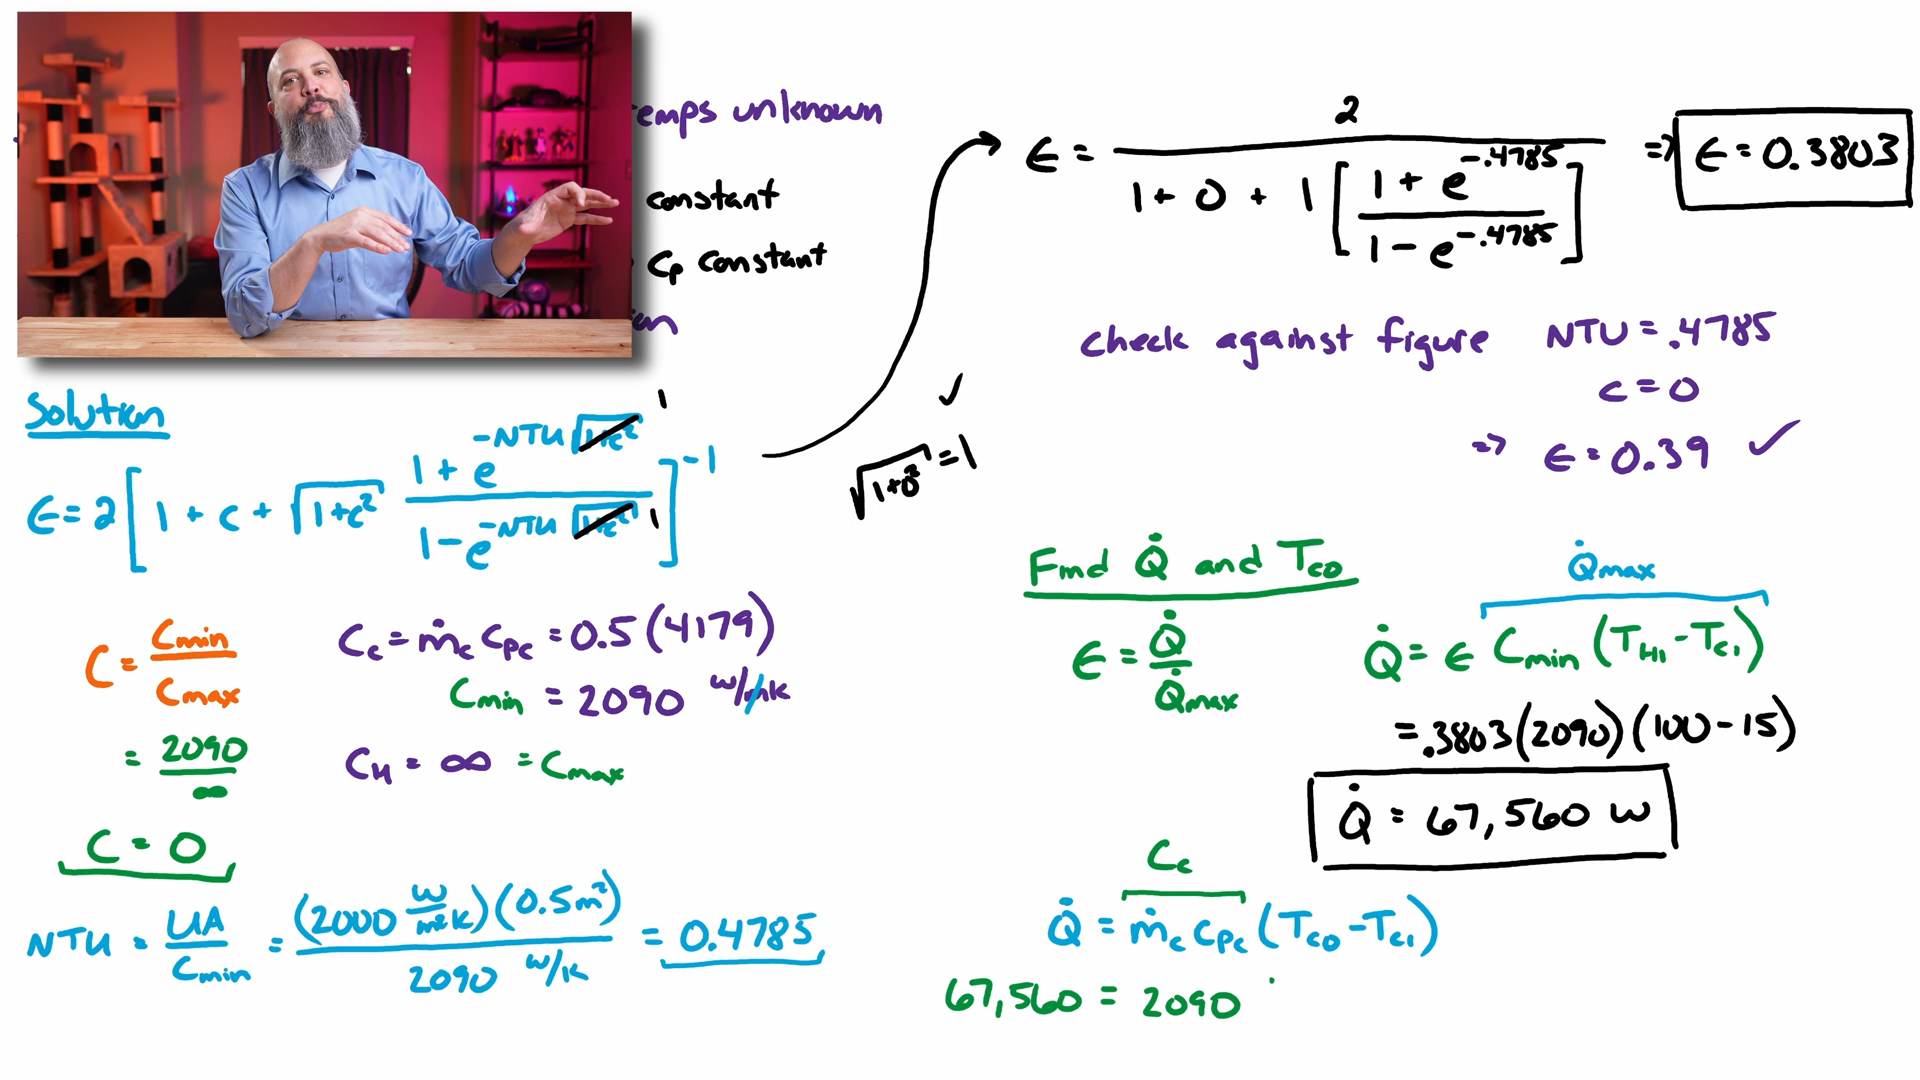 temps unknown
constant
Cp constant
Solution
ε = 2 [ 1 + c + √1+c² (1 + e^-NTU √1+c² 1) / (1 - e^-NTU √1+c² 1) ]^-1
√1+0² = 1 ✓
C = Cmin / Cmax
Cc = ṁc Cpc = 0.5 (4179)
Cmin = 2090 W/mK
= 2090 / ∞
CH = ∞ = Cmax
C = 0
NTU = UA / Cmin = (2000 W/m²K)(0.5m²) / 2090 W/K = 0.4785
ε = 2 / (1 + 0 + 1 [ (1 + e^-.4785) / (1 - e^-.4785) ]) ⇒ ε = 0.3803
check against figure NTU = .4785
c = 0
⇒ ε = 0.39 ✓
Find Q̇ and Tco
Q̇max
ε = Q̇ / Q̇max
Q̇ = ε Cmin (THi - Tci)
= .3803 (2090) (100 - 15)
Q̇ = 67,560 W
Cc
Q̇ = ṁc Cpc (Tco - Tci)
67,560 = 2090